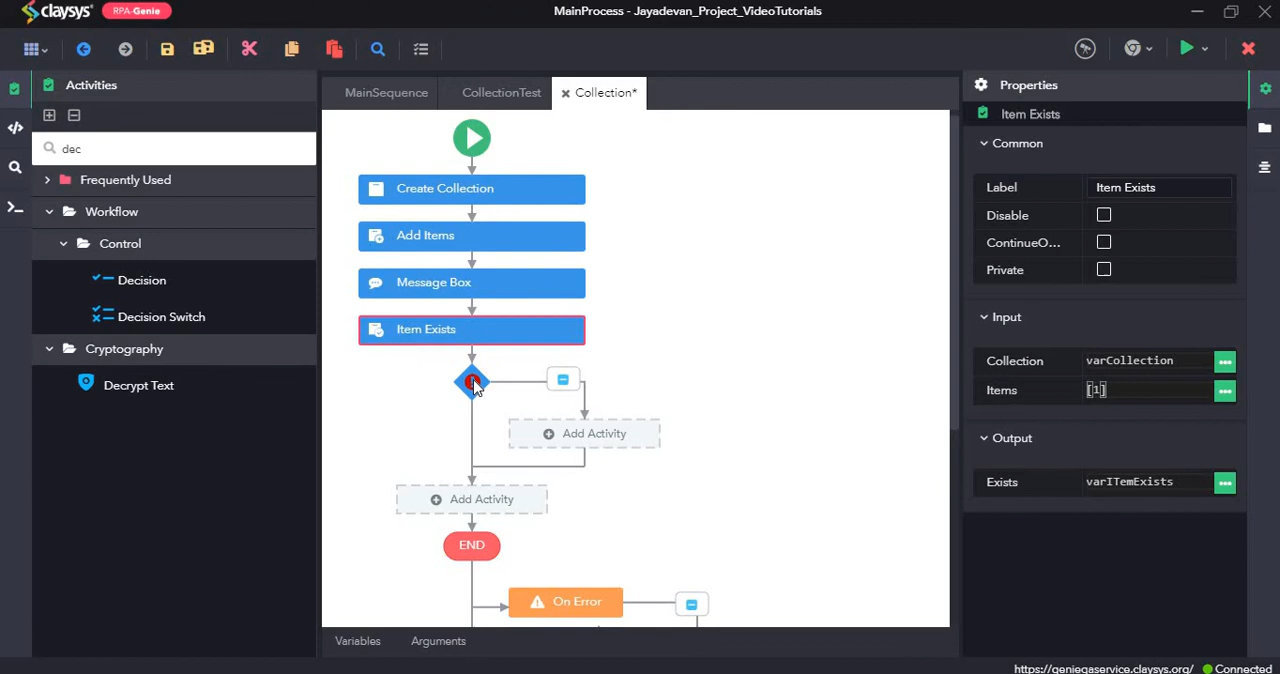 claysys RPA-Genie MainProcess - Jayadevan_Project_VideoTutorials
Activities
dec
Frequently Used
Workflow
Control
Decision
Decision Switch
Cryptography
Decrypt Text
MainSequence CollectionTest Collection*
Create Collection
Add Items
Message Box
Item Exists
Add Activity
Add Activity
END
On Error
Variables Arguments
Properties
Item Exists
Common
Label Item Exists
Disable
ContinueO...
Private
Input
Collection varCollection
Items [1]
Output
Exists varITemExists
https://geniegaservice.claysys.org/ Connected